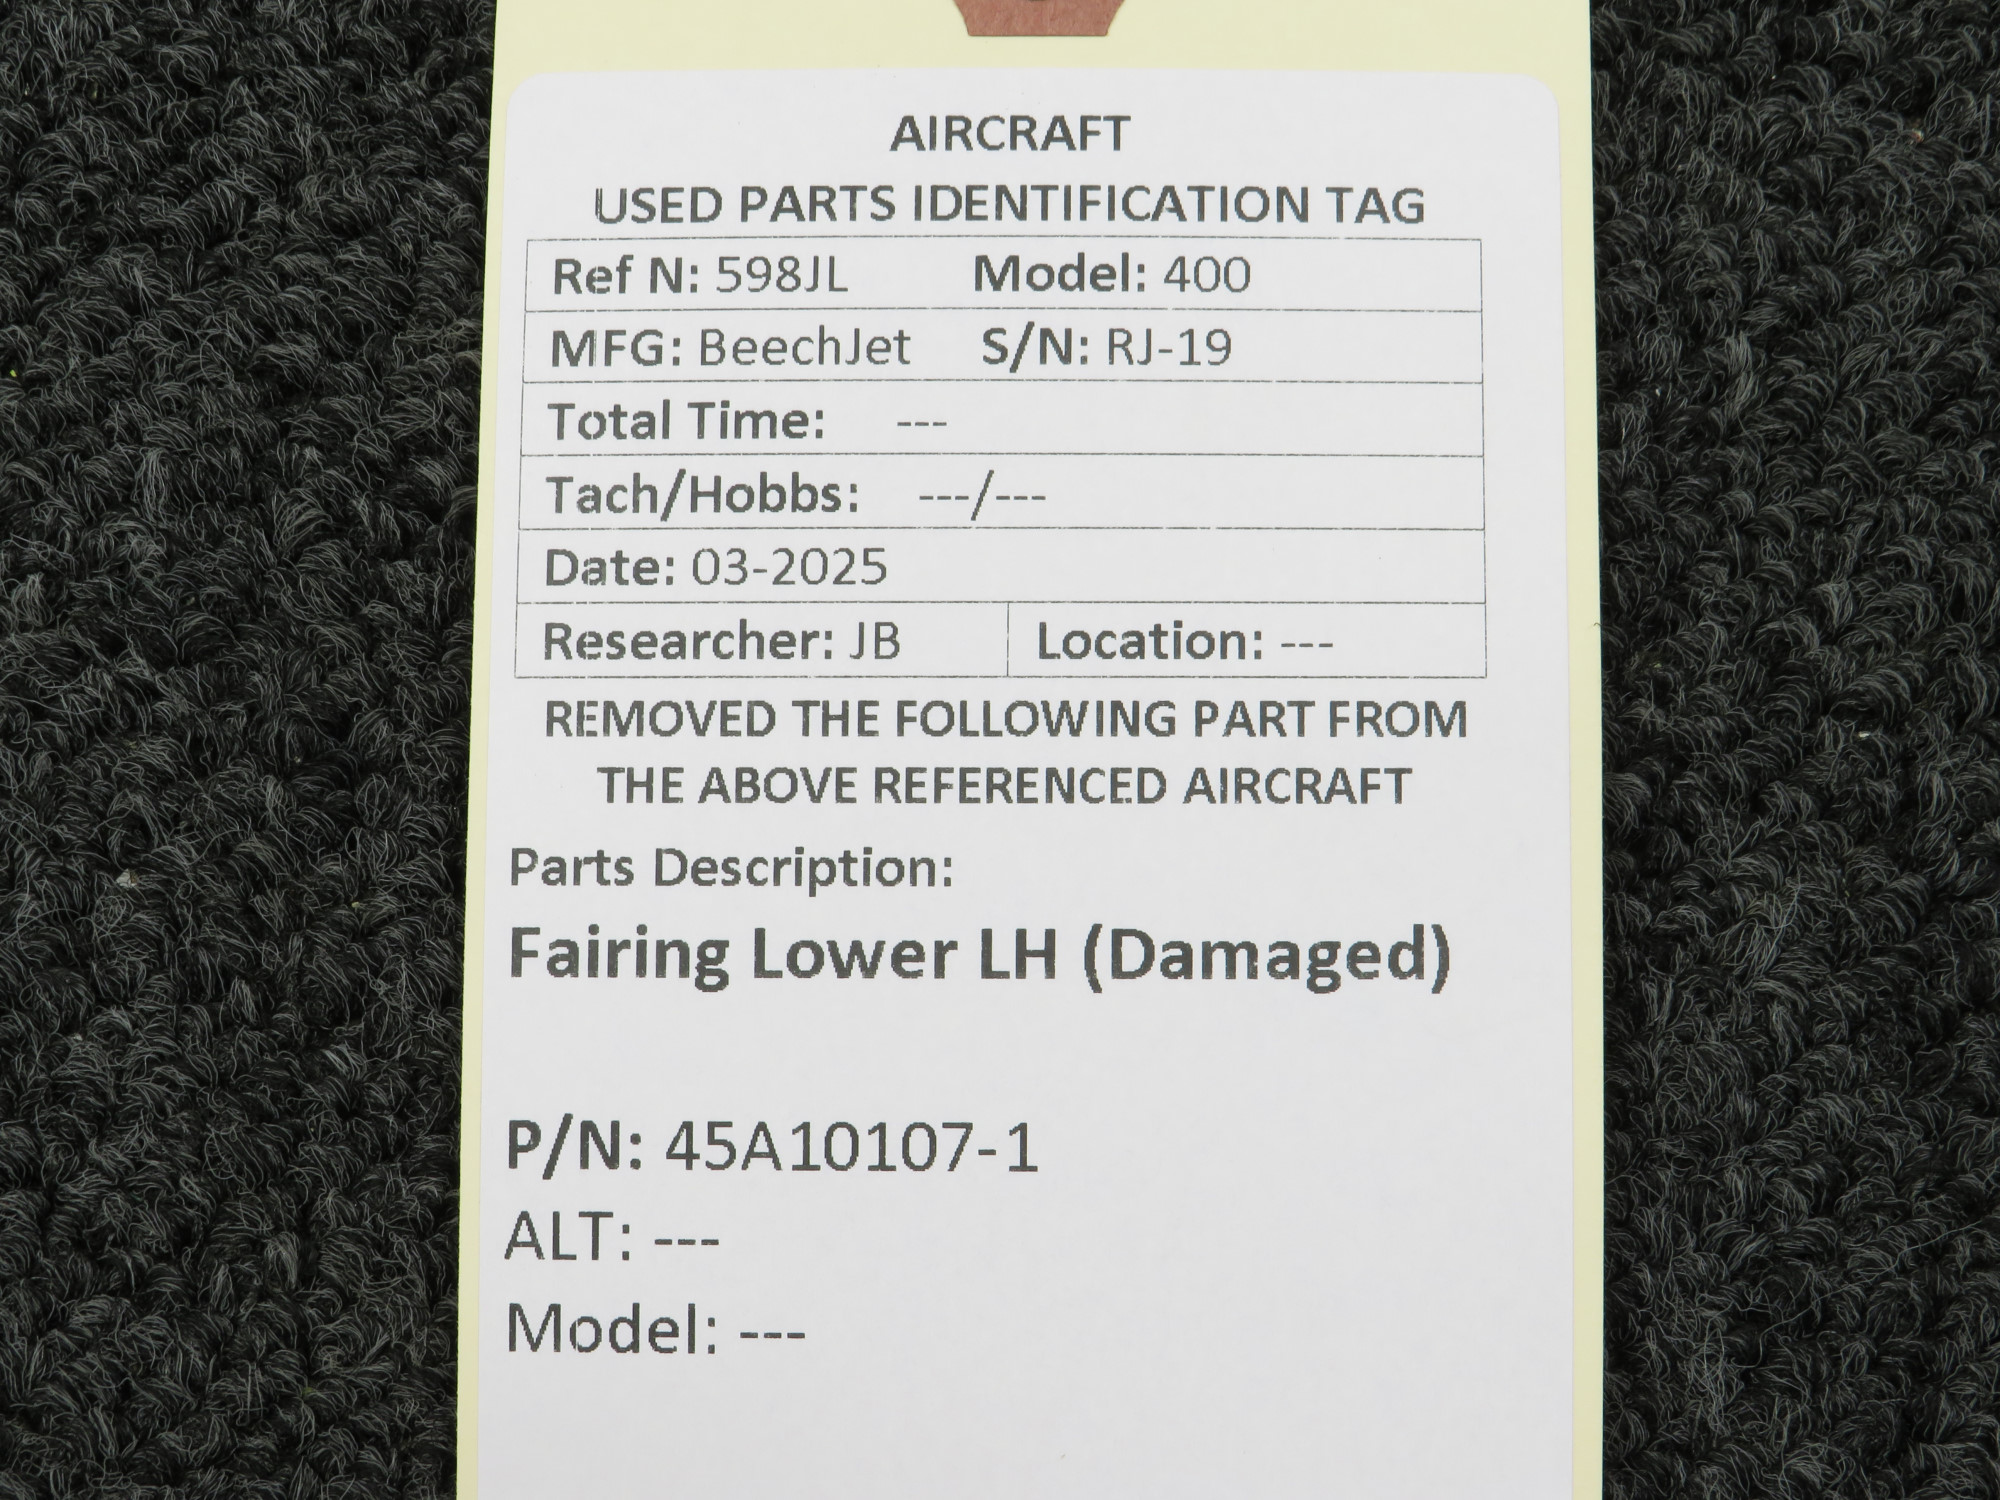 AIRCRAFT
USED PARTS IDENTIFICATION TAG
Ref N: 598JL Model: 400
MFG: BeechJet S/N: RJ-19
Total Time: ---
Tach/Hobbs: ---/---
Date: 03-2025
Researcher: JB Location: ---
REMOVED THE FOLLOWING PART FROM
THE ABOVE REFERENCED AIRCRAFT
Parts Description:
Fairing Lower LH (Damaged)
P/N: 45A10107-1
ALT: ---
Model: ---